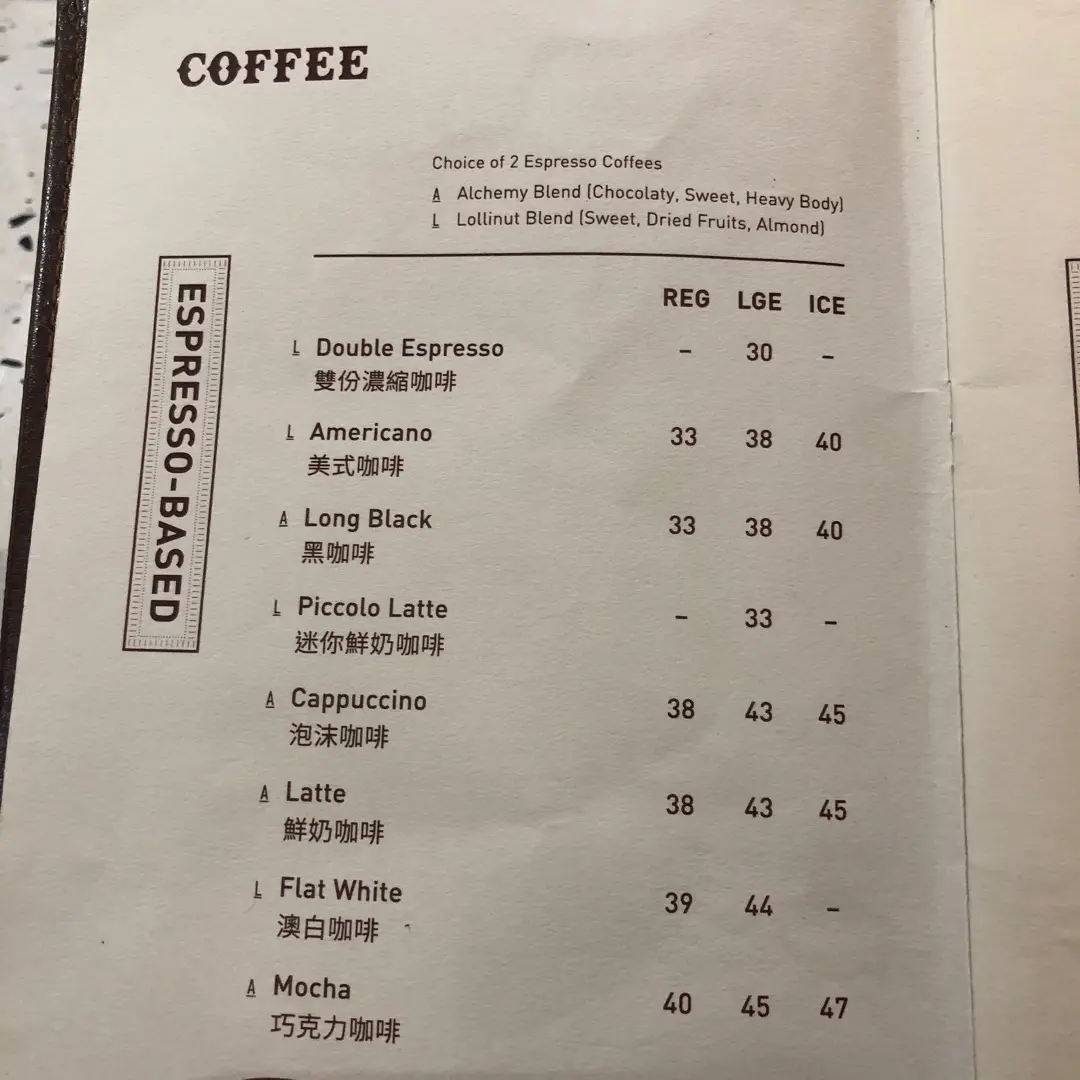 COFFEE
Choice of 2 Espresso Coffees
A Alchemy Blend (Chocolaty, Sweet, Heavy Body)
L Lollinut Blend (Sweet, Dried Fruits, Almond)
ESPRESSO-BASED
REG LGE ICE
L Double Espresso – 30 –
雙份濃縮咖啡
L Americano 33 38 40
美式咖啡
A Long Black 33 38 40
黑咖啡
L Piccolo Latte – 33 –
迷你鮮奶咖啡
A Cappuccino 38 43 45
泡沫咖啡
A Latte 38 43 45
鮮奶咖啡
L Flat White 39 44 –
澳白咖啡
A Mocha 40 45 47
巧克力咖啡